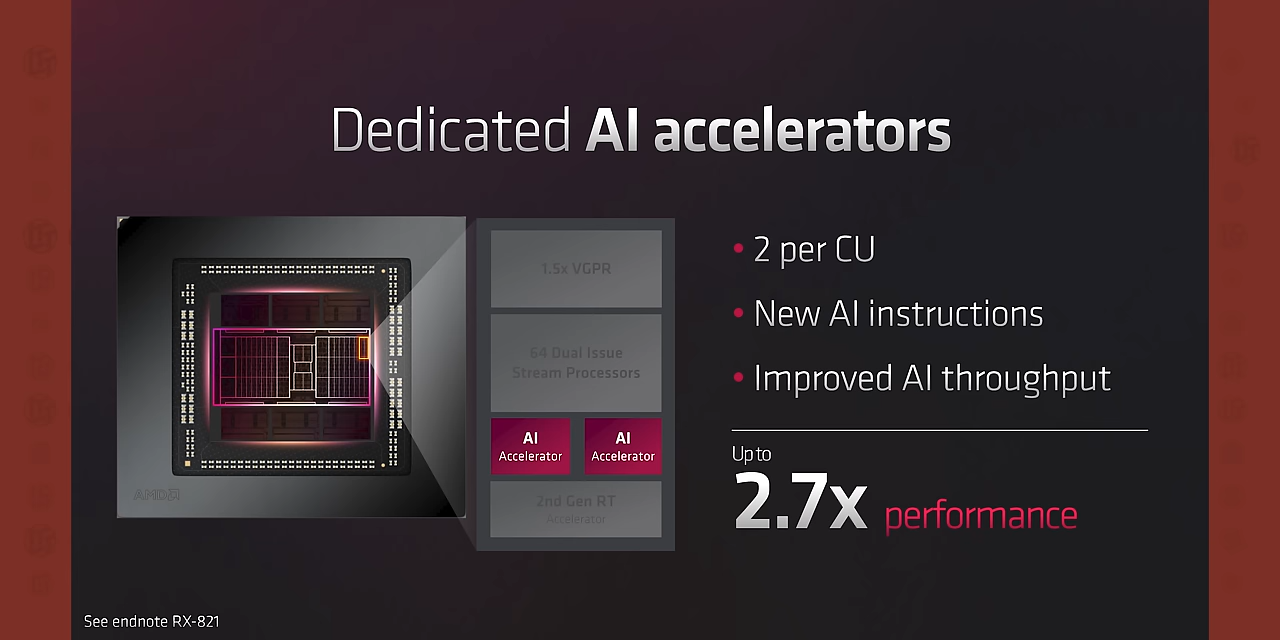 Dedicated AI accelerators
AMD
1.5x VGPR
64 Dual Issue
Stream Processors
AI
Accelerator
AI
Accelerator
2nd Gen RT
Accelerator
• 2 per CU
• New AI instructions
• Improved AI throughput
Up to
2.7x performance
See endnote RX-821